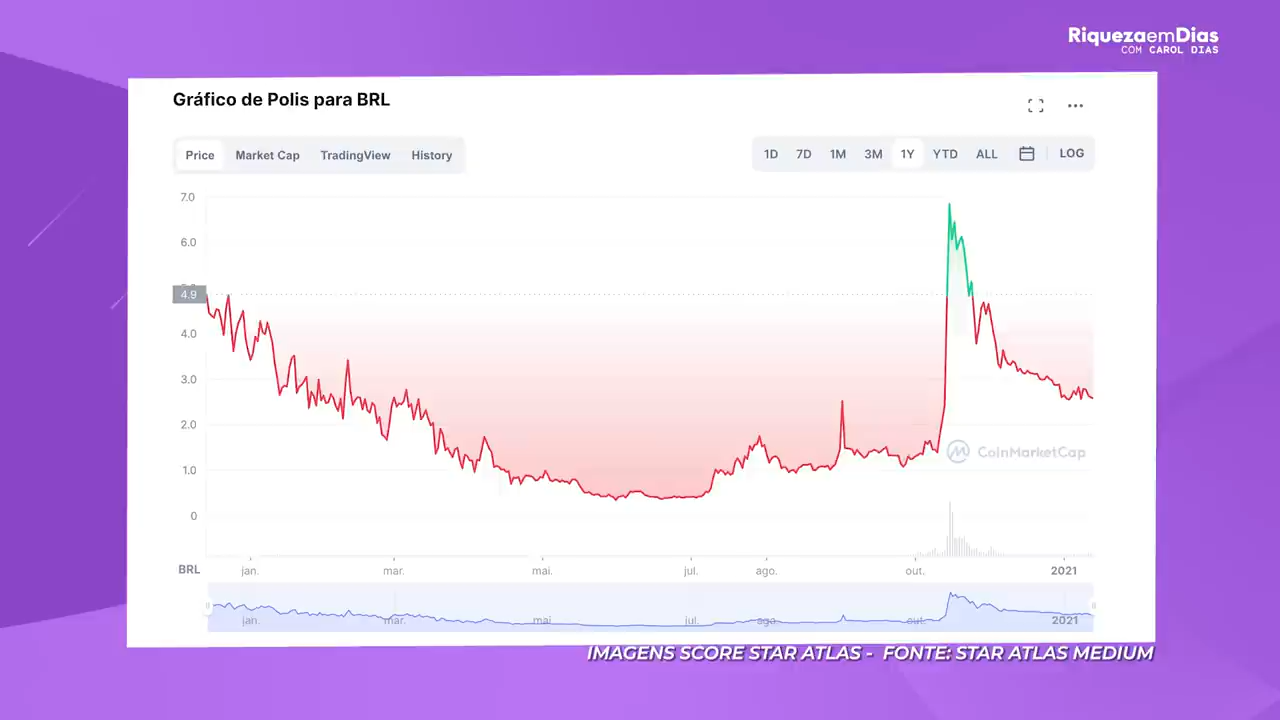 RiquezaemDias
COM CAROL DIAS
Gráfico de Polis para BRL
Price Market Cap TradingView History
1D 7D 1M 3M 1Y YTD ALL LOG
7.0
6.0
4.9
4.0
3.0
2.0
1.0
0
CoinMarketCap
BRL
jan. mar. mai. jul. ago. out. 2021
jan. mar. mai jul. ago. out. 2021
IMAGENS SCORE STAR ATLAS - FONTE: STAR ATLAS MEDIUM